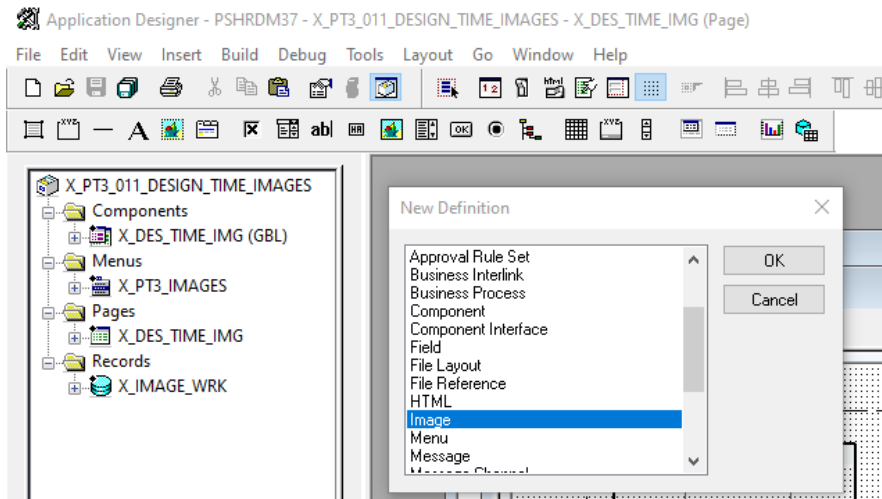 Application Designer - PSHRDM37 - X_PT3_011_DESIGN_TIME_IMAGES - X_DES_TIME_IMG (Page)
File Edit View Insert Build Debug Tools Layout Go Window Help
X_PT3_011_DESIGN_TIME_IMAGES
Components
X_DES_TIME_IMG (GBL)
Menus
X_PT3_IMAGES
Pages
X_DES_TIME_IMG
Records
X_IMAGE_WRK
New Definition
Approval Rule Set
Business Interlink
Business Process
Component
Component Interface
Field
File Layout
File Reference
HTML
Image
Menu
Message
Message Channel
OK
Cancel